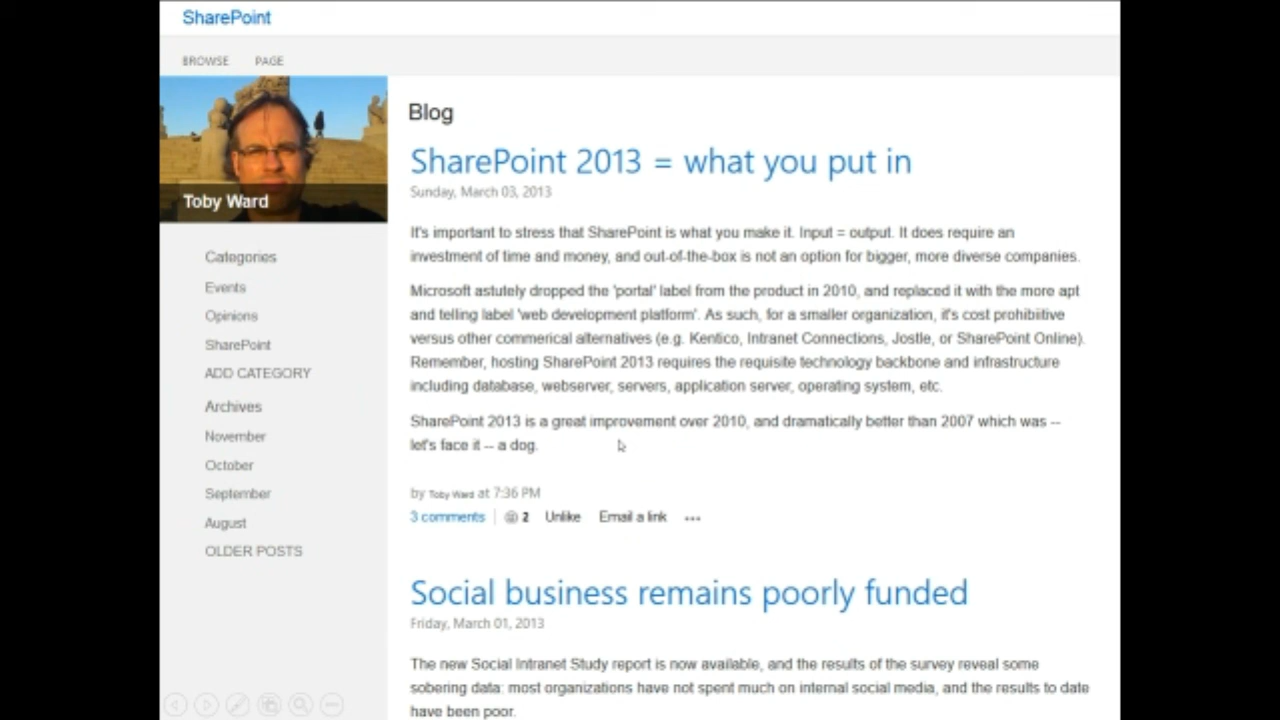 SharePoint
BROWSE PAGE
Toby Ward
Categories
Events
Opinions
SharePoint
ADD CATEGORY
Archives
November
October
September
August
OLDER POSTS
Blog
SharePoint 2013 = what you put in
Sunday, March 03, 2013
It's important to stress that SharePoint is what you make it. Input = output. It does require an
investment of time and money, and out-of-the-box is not an option for bigger, more diverse companies.
Microsoft astutely dropped the 'portal' label from the product in 2010, and replaced it with the more apt
and telling label 'web development platform'. As such, for a smaller organization, it's cost prohibiitive
versus other commerical alternatives (e.g. Kentico, Intranet Connections, Jostle, or SharePoint Online).
Remember, hosting SharePoint 2013 requires the requisite technology backbone and infrastructure
including database, webserver, servers, application server, operating system, etc.
SharePoint 2013 is a great improvement over 2010, and dramatically better than 2007 which was --
let's face it -- a dog.
by Toby Ward at 7:36 PM
3 comments 2 Unlike Email a link ...
Social business remains poorly funded
Friday, March 01, 2013
The new Social Intranet Study report is now available, and the results of the survey reveal some
sobering data: most organizations have not spent much on internal social media, and the results to date
have been poor.